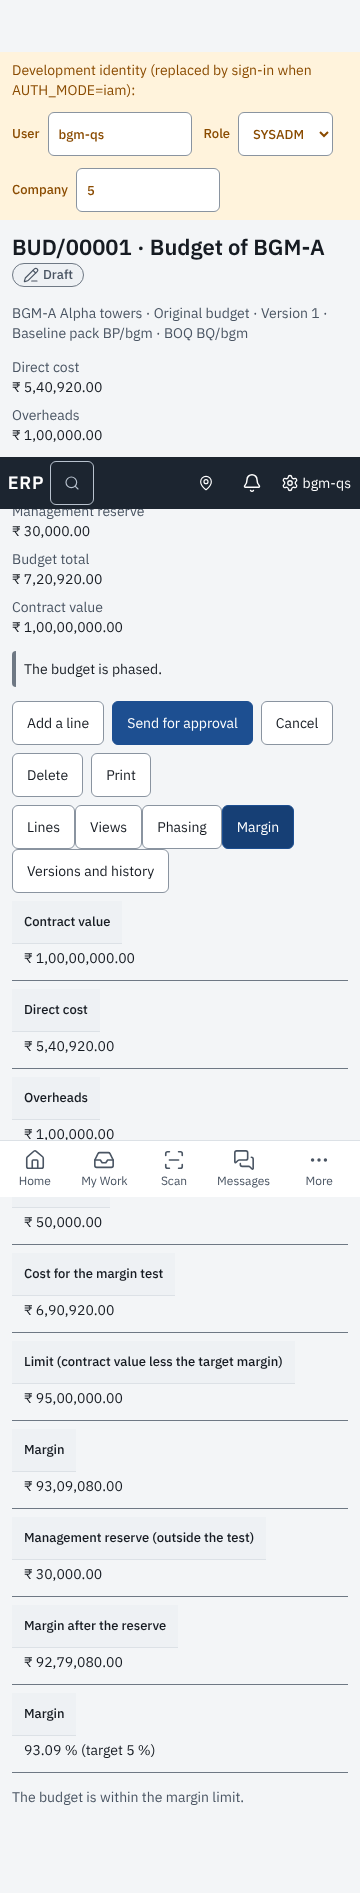 Development identity (replaced by sign-in when
AUTH_MODE=iam):
User bgm-qs Role SYSADM
Company 5
BUD/00001 · Budget of BGM-A
Draft
BGM-A Alpha towers · Original budget · Version 1 ·
Baseline pack BP/bgm · BOQ BQ/bgm
Direct cost
₹ 5,40,920.00
Overheads
₹ 1,00,000.00
ERP bgm-qs
Management reserve
₹ 30,000.00
Budget total
₹ 7,20,920.00
Contract value
₹ 1,00,00,000.00
The budget is phased.
Add a line Send for approval Cancel
Delete Print
Lines Views Phasing Margin
Versions and history
Contract value
₹ 1,00,00,000.00
Direct cost
₹ 5,40,920.00
Overheads
₹ 1,00,000.00
Home My Work Scan Messages More
₹ 50,000.00
Cost for the margin test
₹ 6,90,920.00
Limit (contract value less the target margin)
₹ 95,00,000.00
Margin
₹ 93,09,080.00
Management reserve (outside the test)
₹ 30,000.00
Margin after the reserve
₹ 92,79,080.00
Margin
93.09 % (target 5 %)
The budget is within the margin limit.